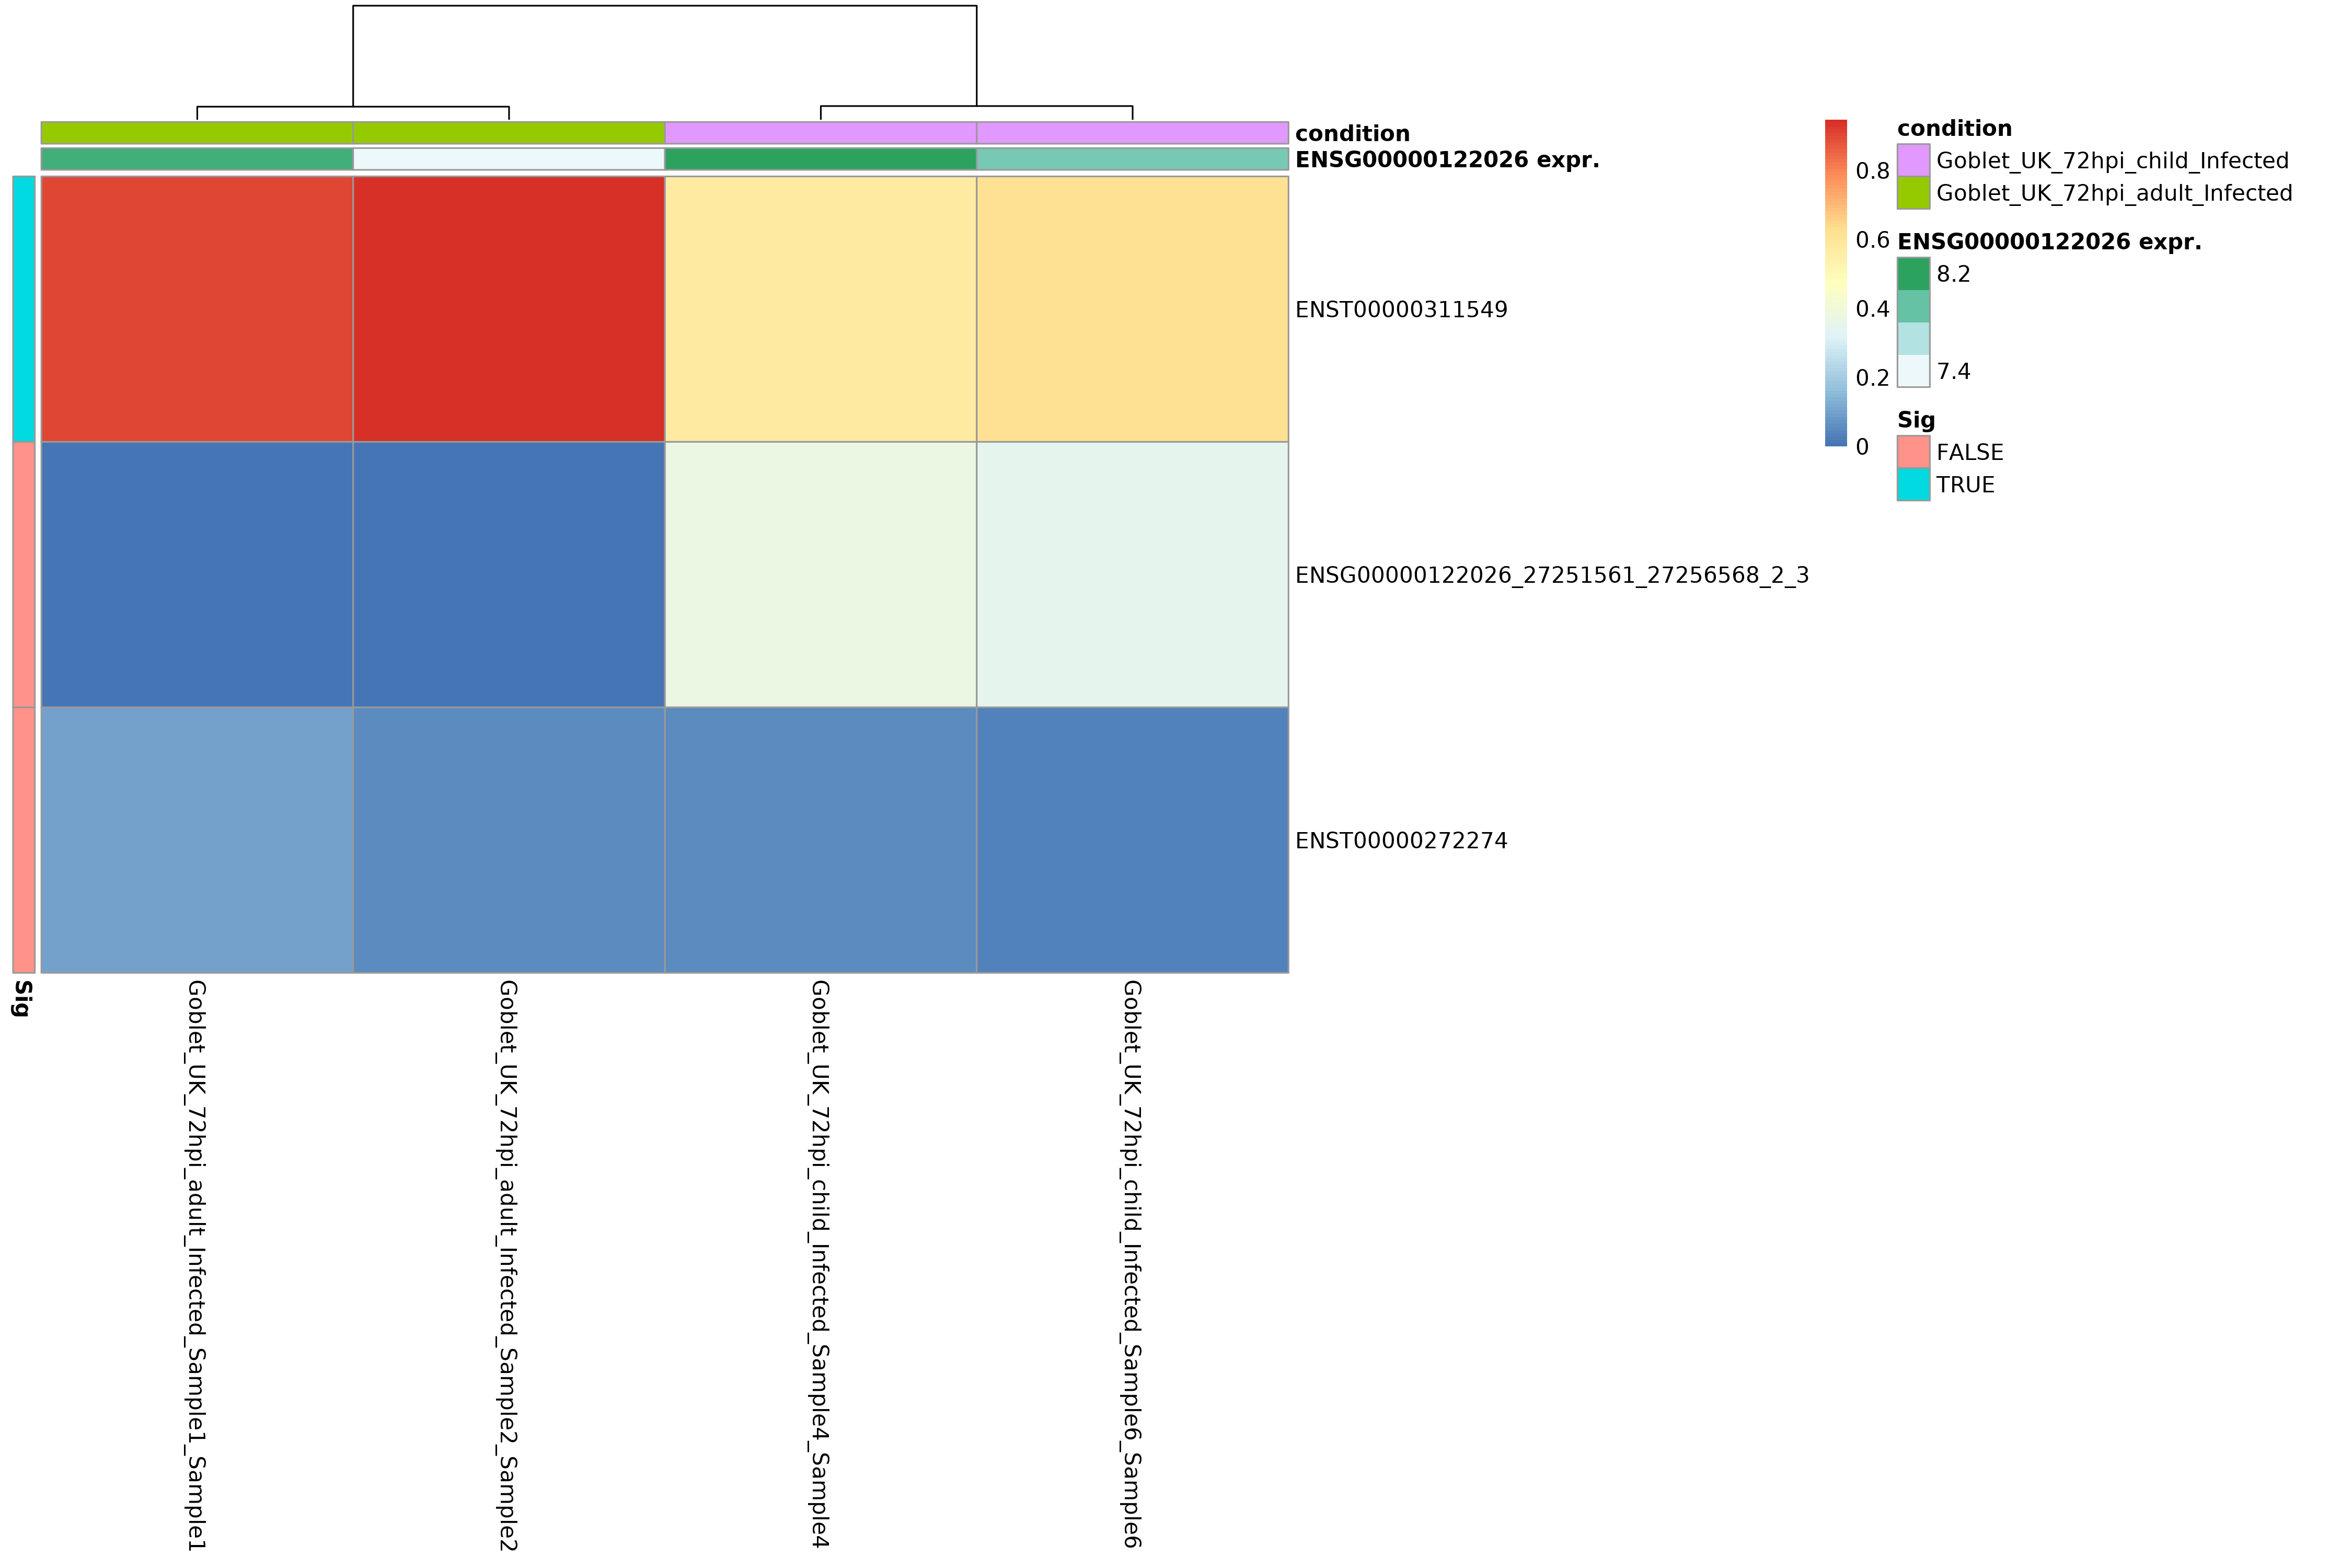 condition
ENSG00000122026 expr.
ENST00000311549
ENSG00000122026_27251561_27256568_2_3
ENST00000272274
Sig
Goblet_UK_72hpi_adult_Infected_Sample1_Sample1
Goblet_UK_72hpi_adult_Infected_Sample2_Sample2
Goblet_UK_72hpi_child_Infected_Sample4_Sample4
Goblet_UK_72hpi_child_Infected_Sample6_Sample6
0.8
0.6
0.4
0.2
0
condition
Goblet_UK_72hpi_child_Infected
Goblet_UK_72hpi_adult_Infected
ENSG00000122026 expr.
8.2
7.4
Sig
FALSE
TRUE